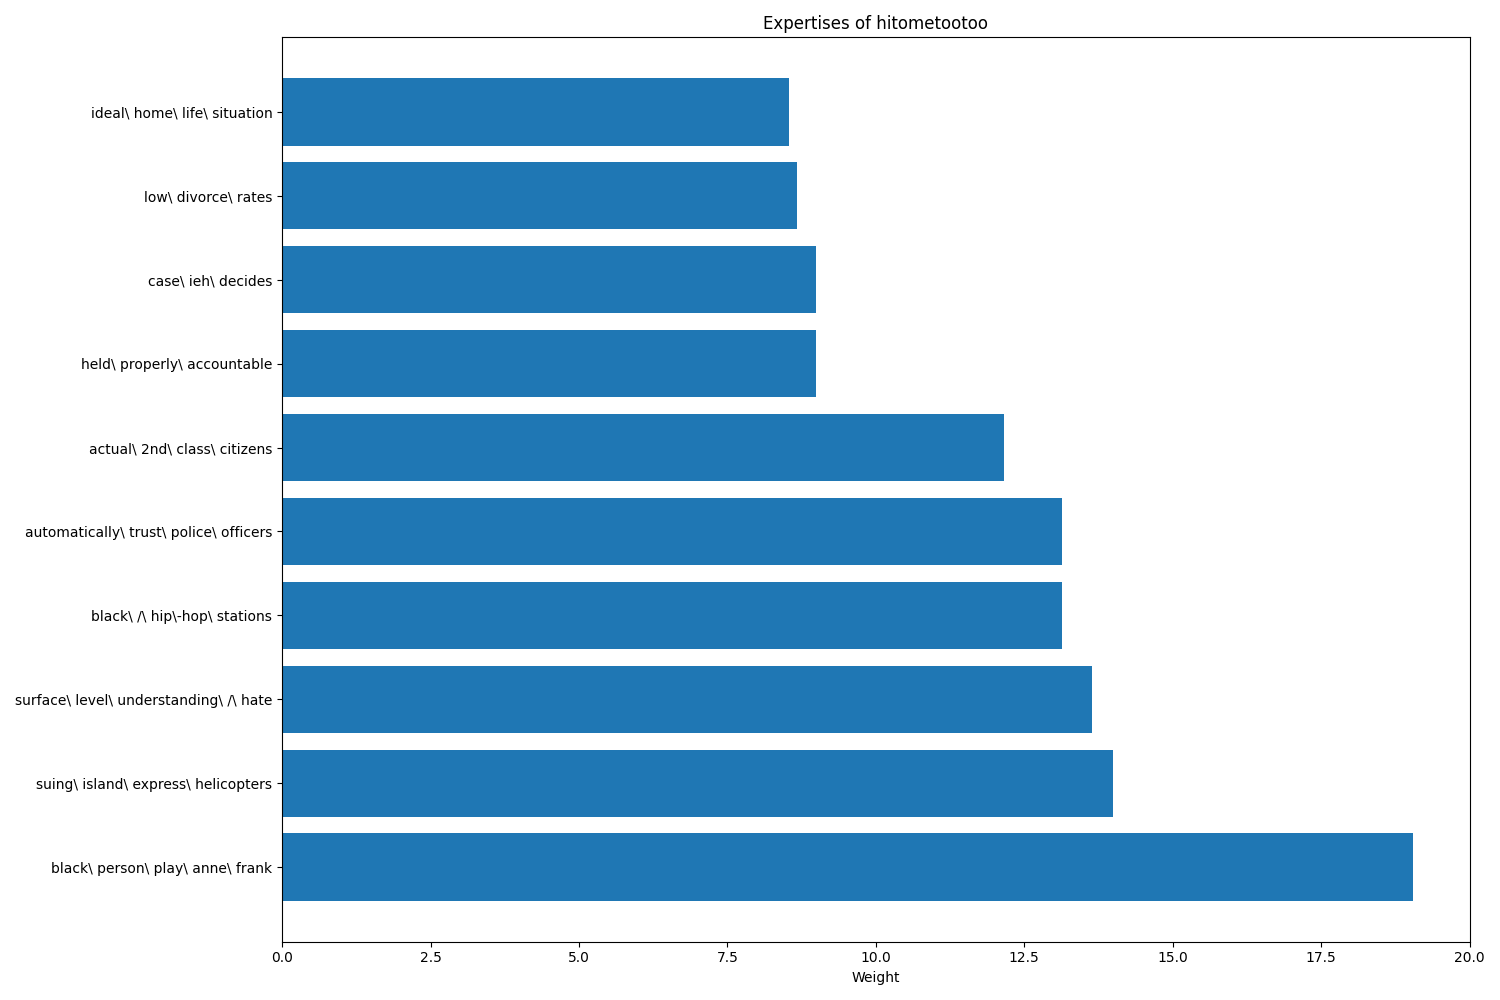 Expertises of hitometootoo
ideal\ home\ life\ situation
low\ divorce\ rates
case\ ieh\ decides
held\ properly\ accountable
actual\ 2nd\ class\ citizens
automatically\ trust\ police\ officers
black\ /\ hip\-hop\ stations
surface\ level\ understanding\ /\ hate
suing\ island\ express\ helicopters
black\ person\ play\ anne\ frank
0.0 2.5 5.0 7.5 10.0 12.5 15.0 17.5 20.0
Weight